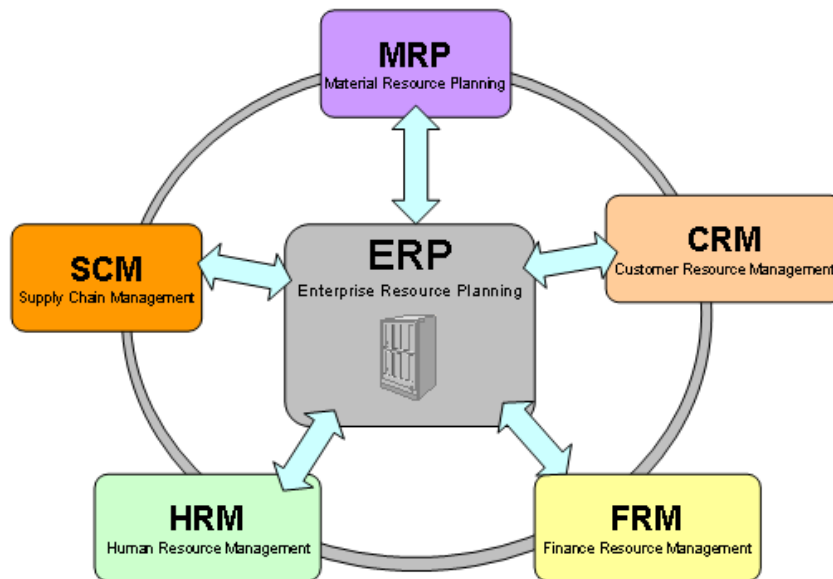 MRP
Material Resource Planning
CRM
Customer Resource Management
ERP
Enterprise Resource Planning
SCM
Supply Chain Management
HRM
Human Resource Management
FRM
Finance Resource Management